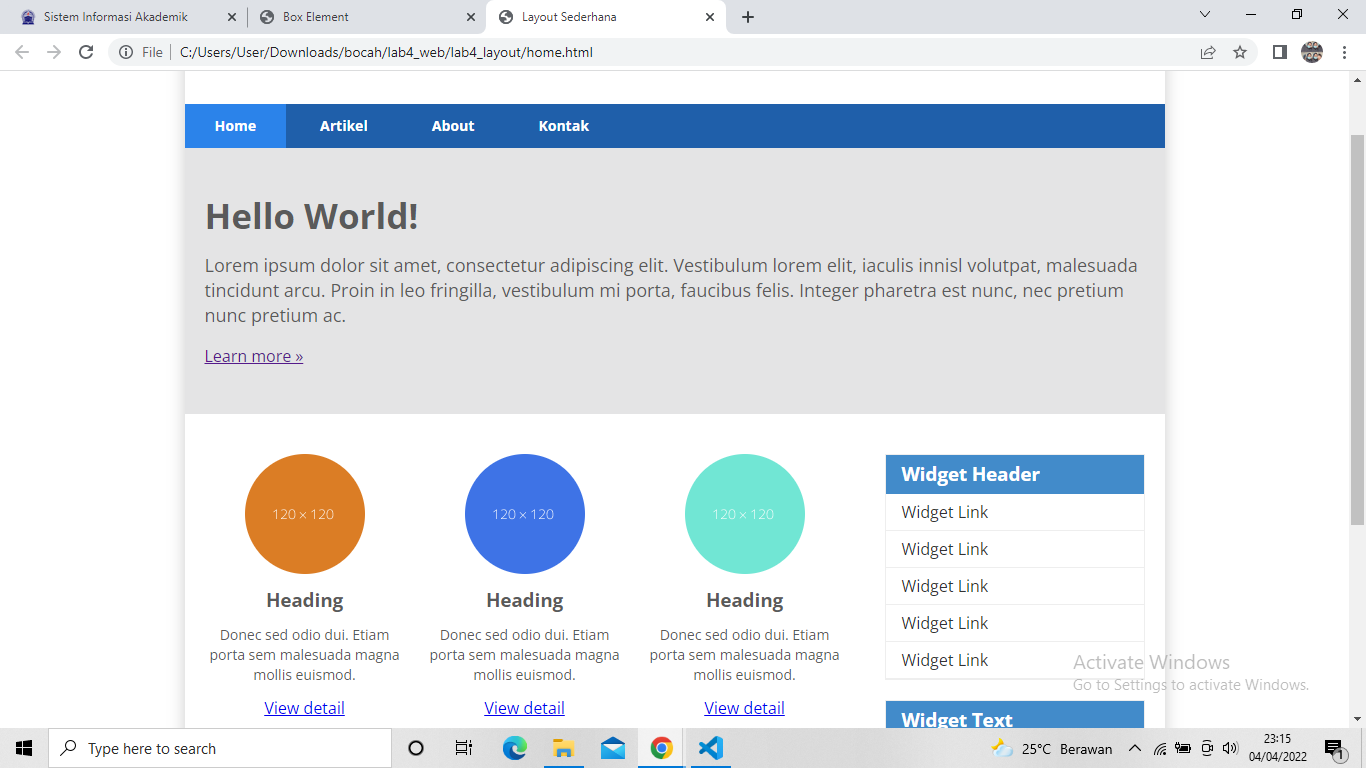 Sistem Informasi Akademik
Box Element
Layout Sederhana
File
C:/Users/User/Downloads/bocah/lab4_web/lab4_layout/home.html
Home Artikel About Kontak
Hello World!
Lorem ipsum dolor sit amet, consectetur adipiscing elit. Vestibulum lorem elit, iaculis innisl volutpat, malesuada
tincidunt arcu. Proin in leo fringilla, vestibulum mi porta, faucibus felis. Integer pharetra est nunc, nec pretium
nunc pretium ac.
Learn more »
120 × 120
Heading
Donec sed odio dui. Etiam
porta sem malesuada magna
mollis euismod.
View detail
120 × 120
Heading
Donec sed odio dui. Etiam
porta sem malesuada magna
mollis euismod.
View detail
120 × 120
Heading
Donec sed odio dui. Etiam
porta sem malesuada magna
mollis euismod.
View detail
Widget Header
Widget Link
Widget Link
Widget Link
Widget Link
Widget Link
Widget Text
Activate Windows
Go to Settings to activate Windows.
Type here to search
25°C Berawan
23:15
04/04/2022
1